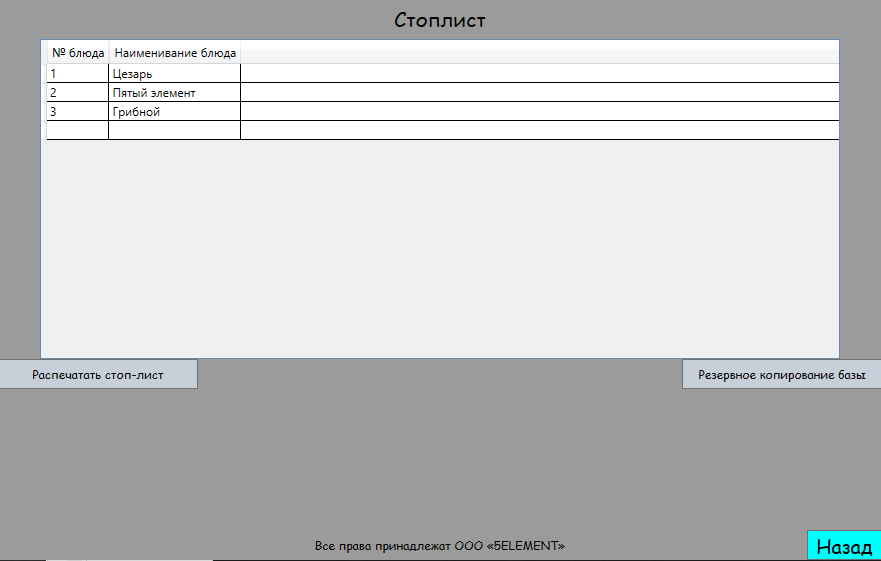 Стоплист
№ блюда Наименивание блюда
1 Цезарь
2 Пятый элемент
3 Грибной
Распечатать стоп-лист Резервное копирование базы
Все права принадлежат ООО «5ELEMENT»
Назад